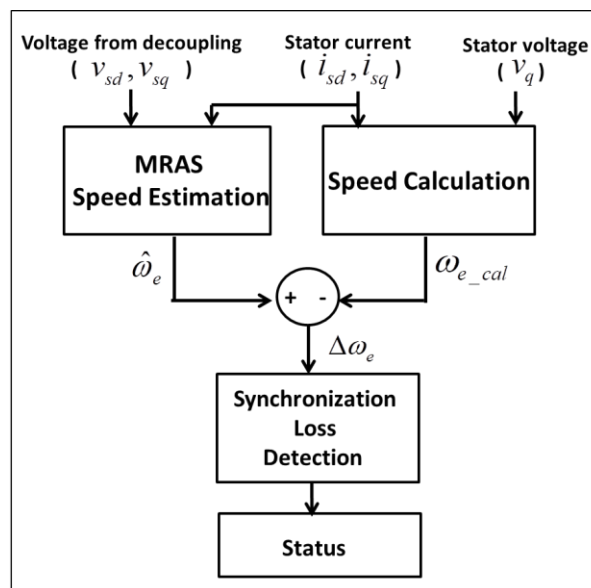 Voltage from decoupling
( v_sd, v_sq )
Stator current
( i_sd, i_sq )
Stator voltage
( v_q )
MRAS
Speed Estimation
Speed Calculation
ω̂_e
ω_e_cal
+ -
Δω_e
Synchronization
Loss
Detection
Status